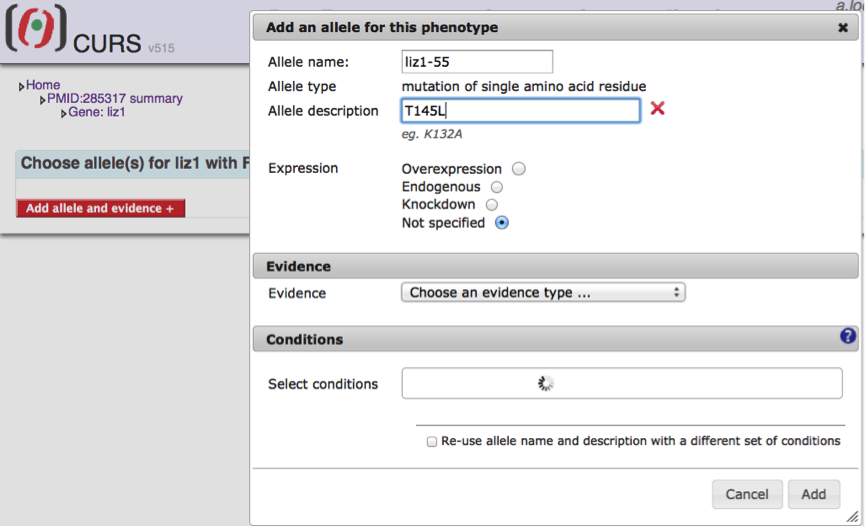 a.lo
CURS v515
Home
PMID:285317 summary
Gene: liz1
Choose allele(s) for liz1 with F
Add allele and evidence +
Add an allele for this phenotype
Allele name: liz1-55
Allele type mutation of single amino acid residue
Allele description T145L
eg. K132A
Expression Overexpression
Endogenous
Knockdown
Not specified
Evidence
Evidence Choose an evidence type ...
Conditions ?
Select conditions
Re-use allele name and description with a different set of conditions
Cancel Add